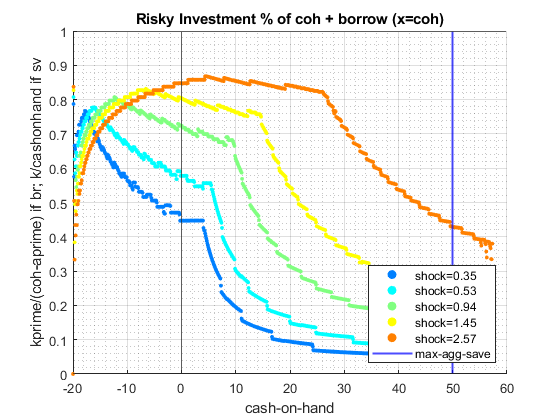 Risky Investment % of coh + borrow (x=coh)
kprime/(coh-aprime) if br; k/cashonhand if sv
1
0.9
0.8
0.7
0.6
0.5
0.4
0.3
0.2
0.1
0
-20
-10
0
10
20
30
40
50
60
cash-on-hand
shock=0.35
shock=0.53
shock=0.94
shock=1.45
shock=2.57
max-agg-save